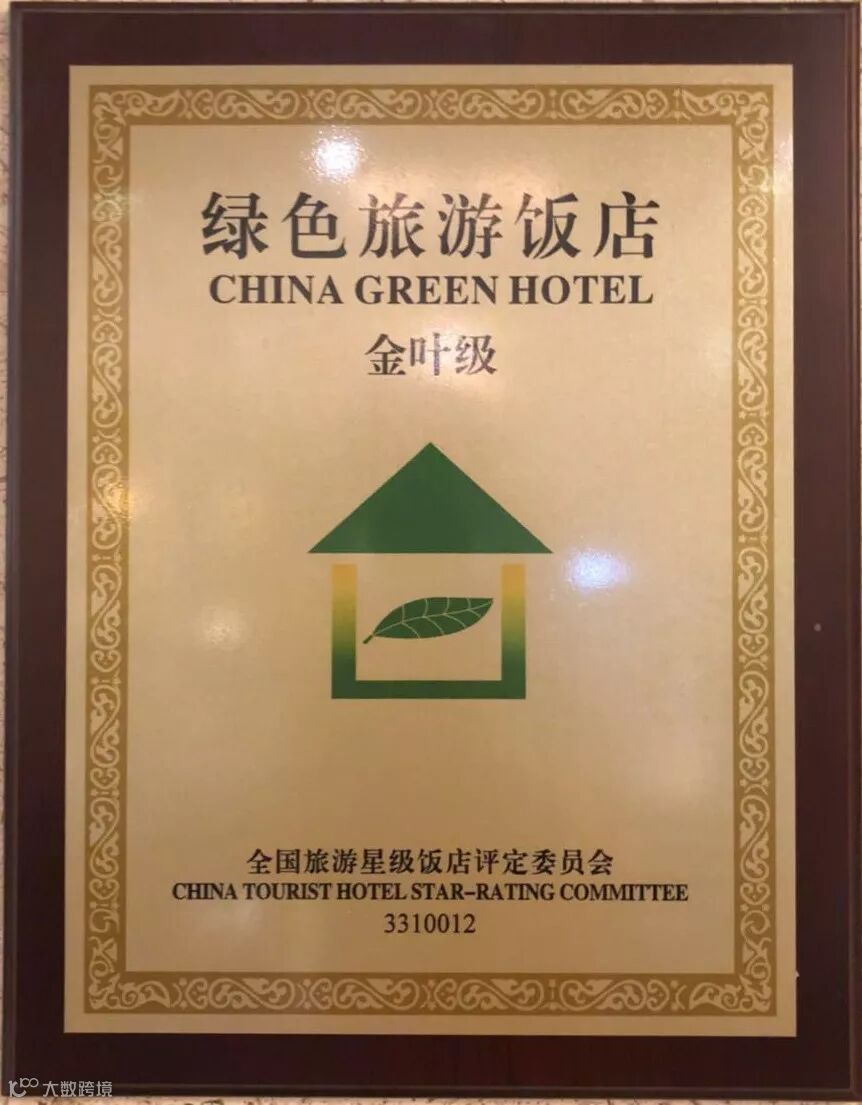 绿色旅游饭店
CHINA GREEN HOTEL
金叶级
全国旅游星级饭店评定委员会
CHINA TOURIST HOTEL STAR-RATING COMMITTEE
3310012
大数跨境